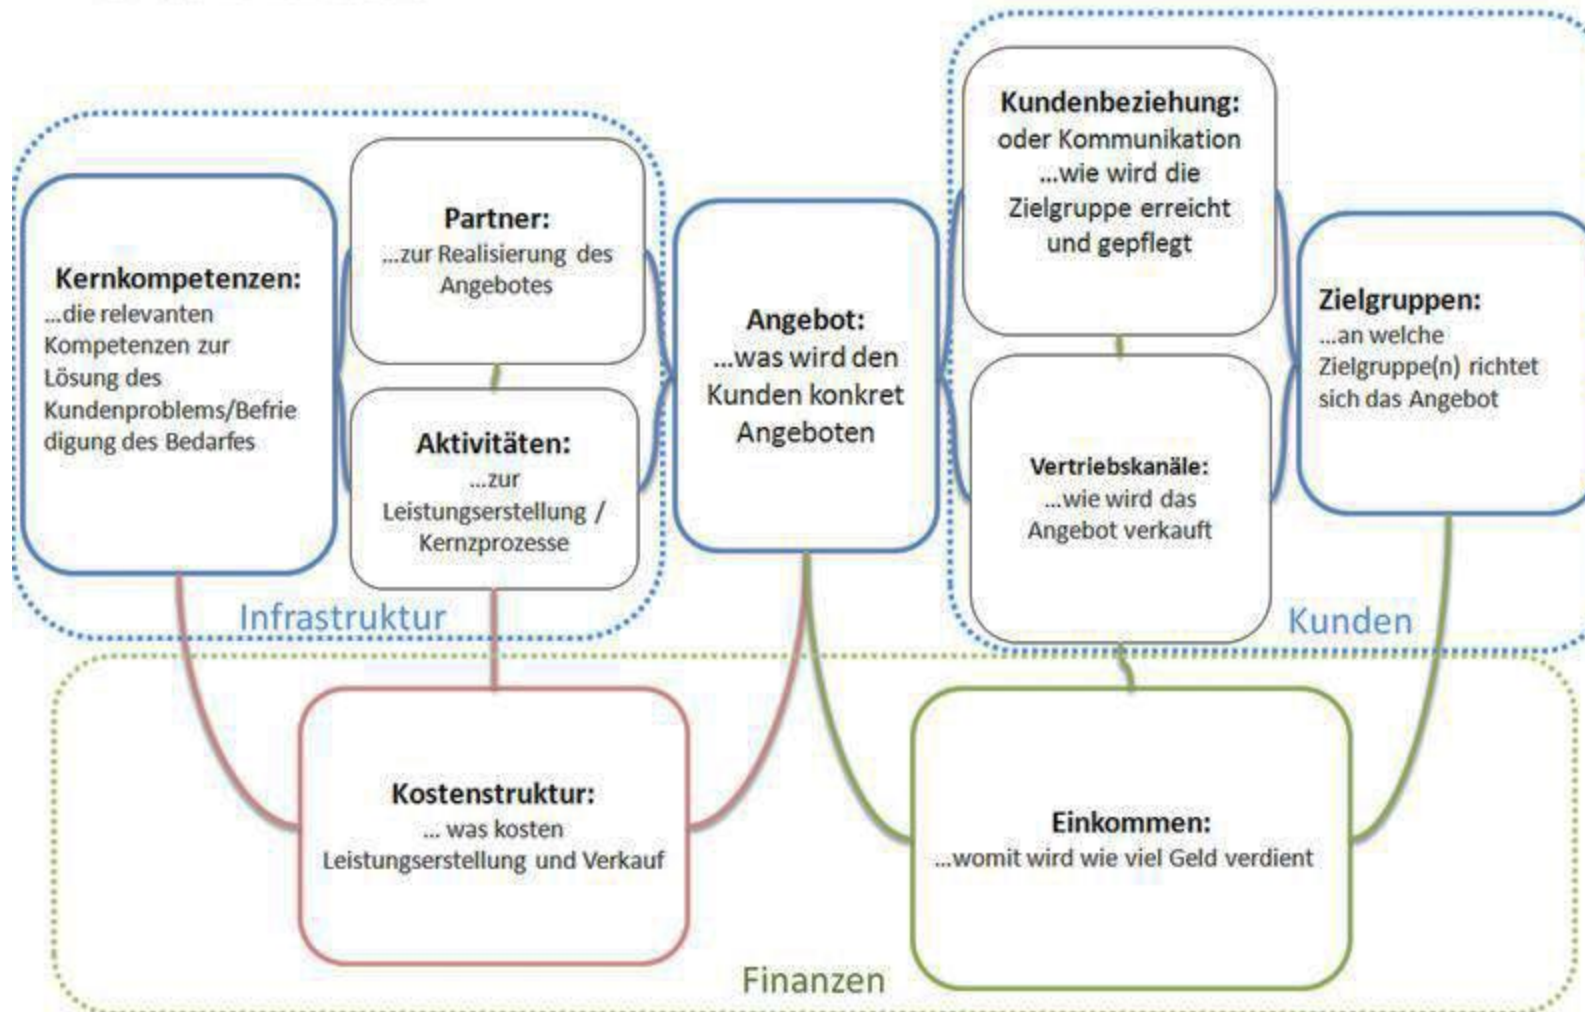 Kernkompetenzen:
...die relevanten
Kompetenzen zur
Lösung des
Kundenproblems/Befrie
digung des Bedarfes
Partner:
...zur Realisierung des
Angebotes
Aktivitäten:
...zur
Leistungserstellung /
Kernzprozesse
Infrastruktur
Angebot:
...was wird den
Kunden konkret
Angeboten
Kundenbeziehung:
oder Kommunikation
...wie wird die
Zielgruppe erreicht
und gepflegt
Vertriebskanäle:
...wie wird das
Angebot verkauft
Zielgruppen:
...an welche
Zielgruppe(n) richtet
sich das Angebot
Kunden
Kostenstruktur:
... was kosten
Leistungserstellung und Verkauf
Einkommen:
...womit wird wie viel Geld verdient
Finanzen